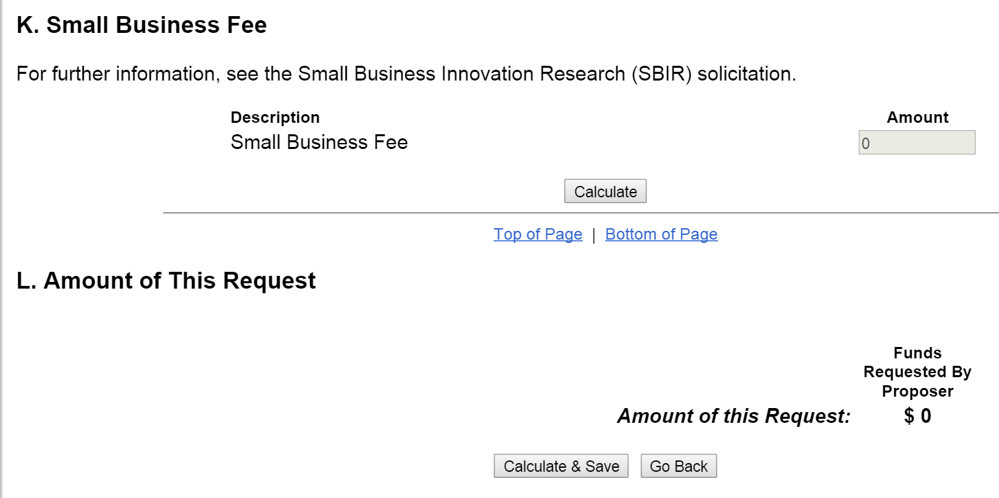 K. Small Business Fee
For further information, see the Small Business Innovation Research (SBIR) solicitation.
Description Amount
Small Business Fee 0
Calculate
Top of Page | Bottom of Page
L. Amount of This Request
Funds
Requested By
Proposer
Amount of this Request: $ 0
Calculate & Save Go Back